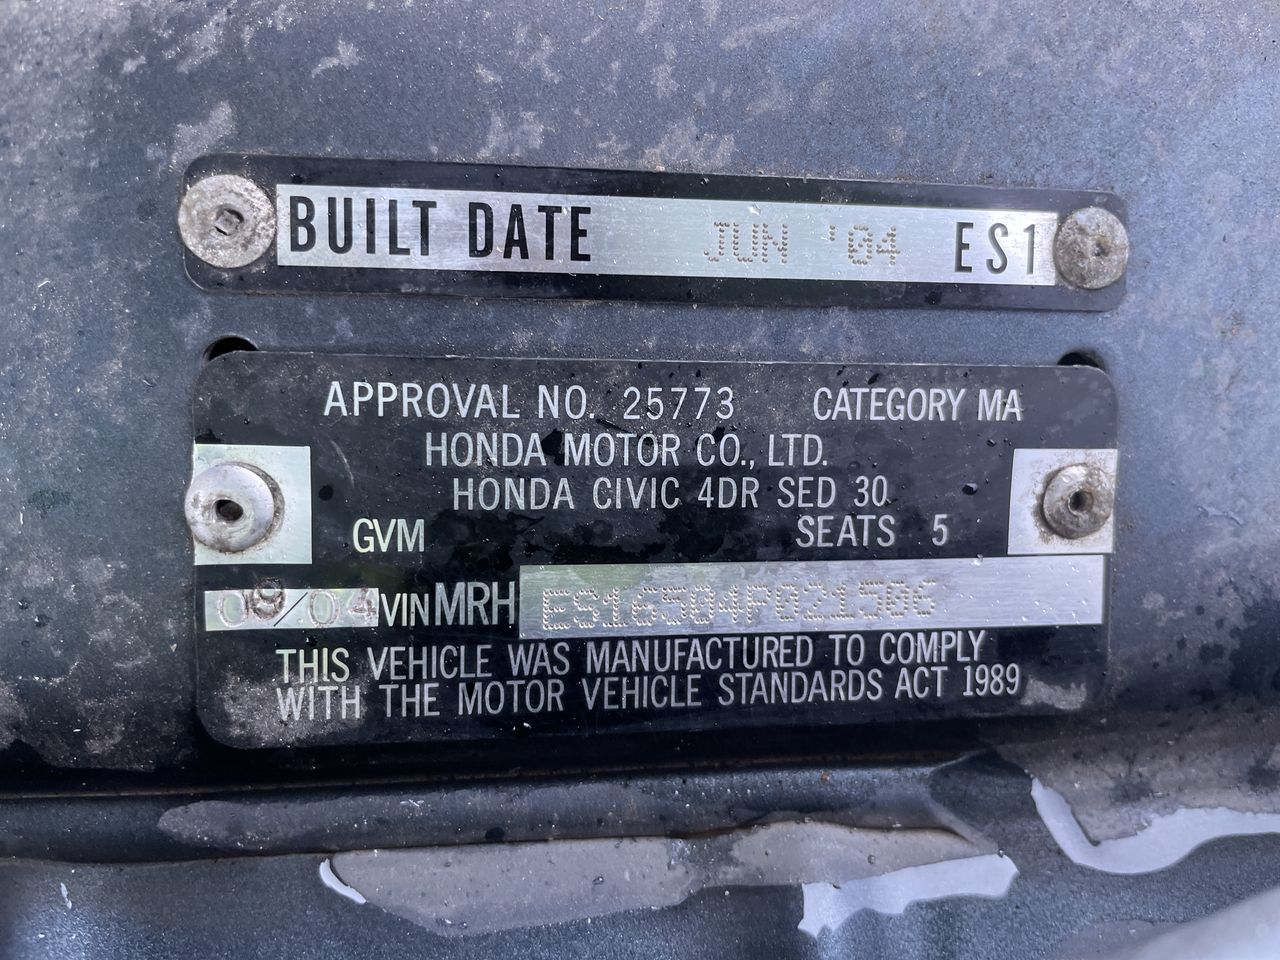 BUILT DATE JUN '04 ES1
APPROVAL NO. 25773 CATEGORY MA
HONDA MOTOR CO., LTD.
HONDA CIVIC 4DR SED 30
GVM SEATS 5
09/04 VIN MRH ES16504P021506
THIS VEHICLE WAS MANUFACTURED TO COMPLY
WITH THE MOTOR VEHICLE STANDARDS ACT 1989